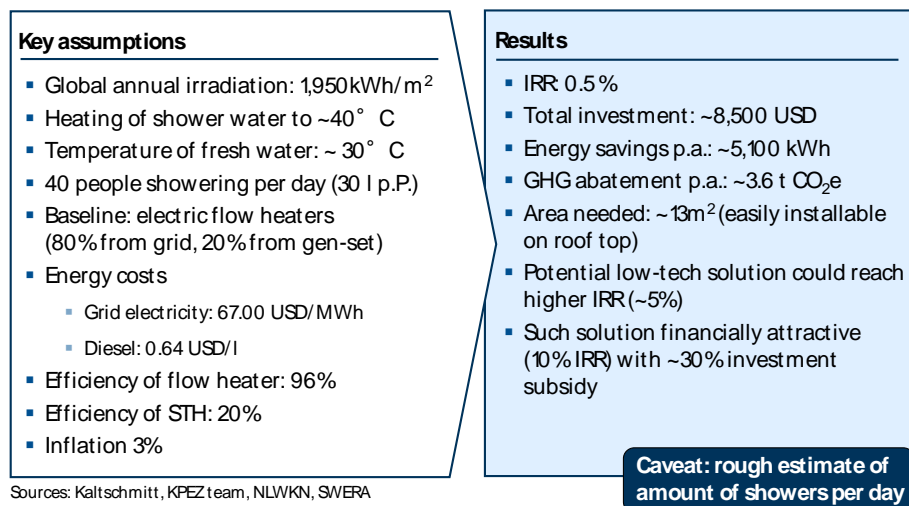 Key assumptions
▪ Global annual irradiation: 1,950 kWh/m²
▪ Heating of shower water to ~40° C
▪ Temperature of fresh water: ~ 30° C
▪ 40 people showering per day (30 l p.P.)
▪ Baseline: electric flow heaters
(80% from grid, 20% from gen-set)
▪ Energy costs
▪ Grid electricity: 67.00 USD/MWh
▪ Diesel: 0.64 USD/l
▪ Efficiency of flow heater: 96%
▪ Efficiency of STH: 20%
▪ Inflation 3%
Sources: Kaltschmitt, KPEZ team, NLWKN, SWERA
Results
▪ IRR: 0.5 %
▪ Total investment: ~8,500 USD
▪ Energy savings p.a.: ~5,100 kWh
▪ GHG abatement p.a.: ~3.6 t CO₂e
▪ Area needed: ~13m² (easily installable
on roof top)
▪ Potential low-tech solution could reach
higher IRR (~5%)
▪ Such solution financially attractive
(10% IRR) with ~30% investment
subsidy
Caveat: rough estimate of
amount of showers per day